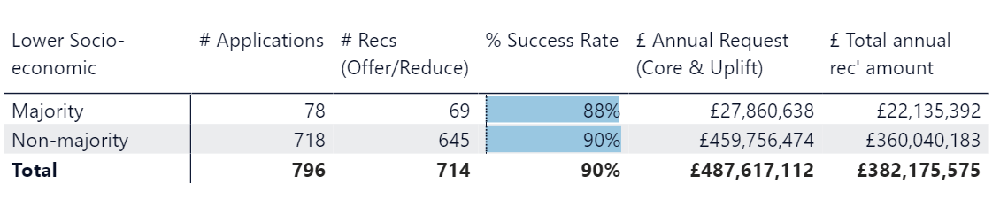 Lower Socio- # Applications # Recs % Success Rate £ Annual Request £ Total annual
economic (Offer/Reduce) (Core & Uplift) rec' amount
Majority 78 69 88% £27,860,638 £22,135,392
Non-majority 718 645 90% £459,756,474 £360,040,183
Total 796 714 90% £487,617,112 £382,175,575